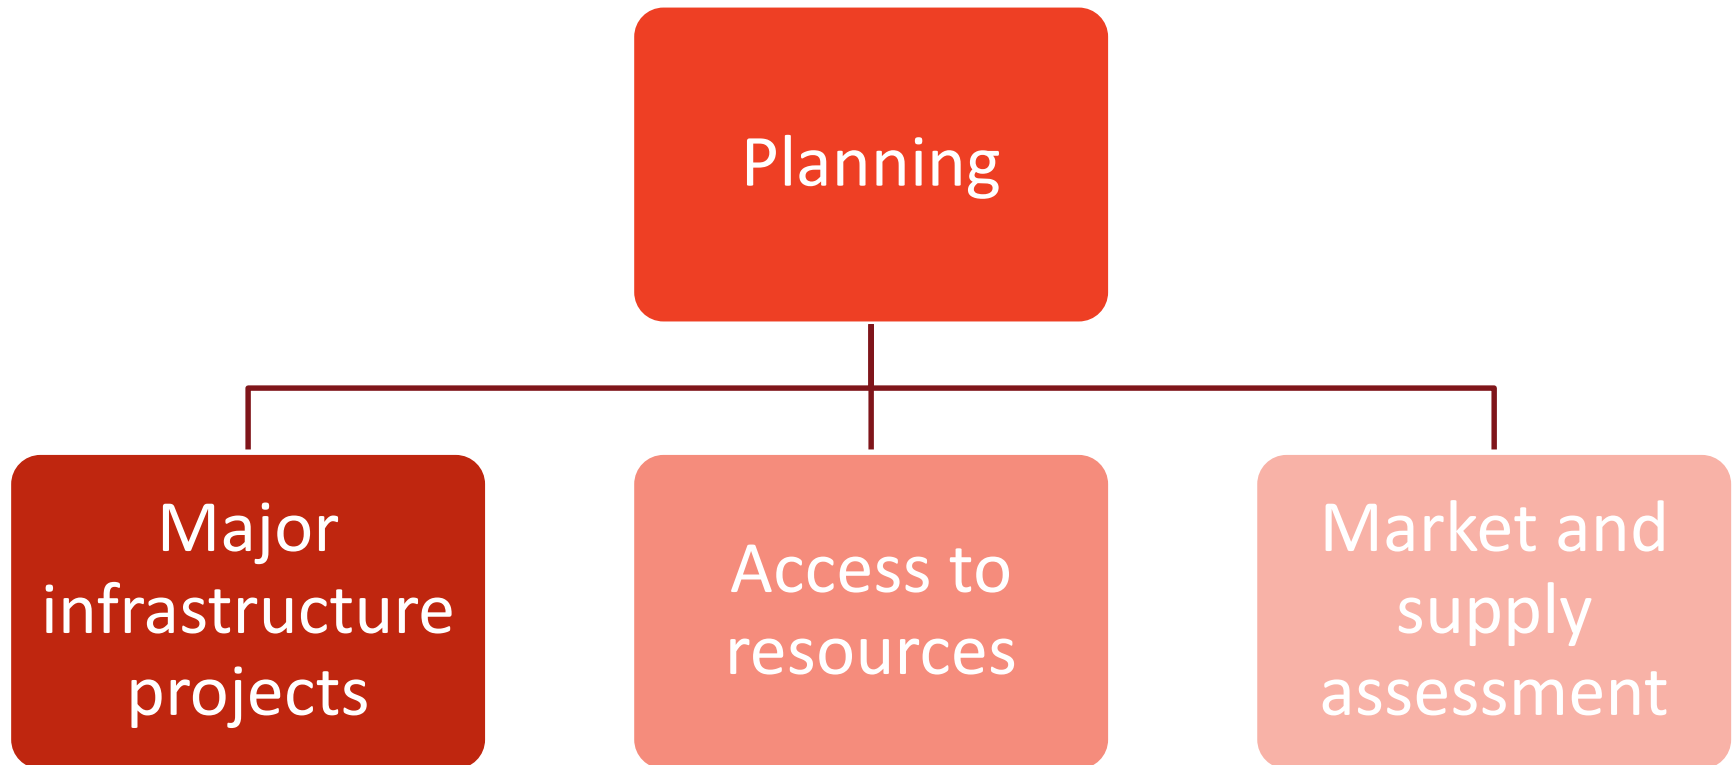 Planning
Major
infrastructure
projects
Access to
resources
Market and
supply
assessment